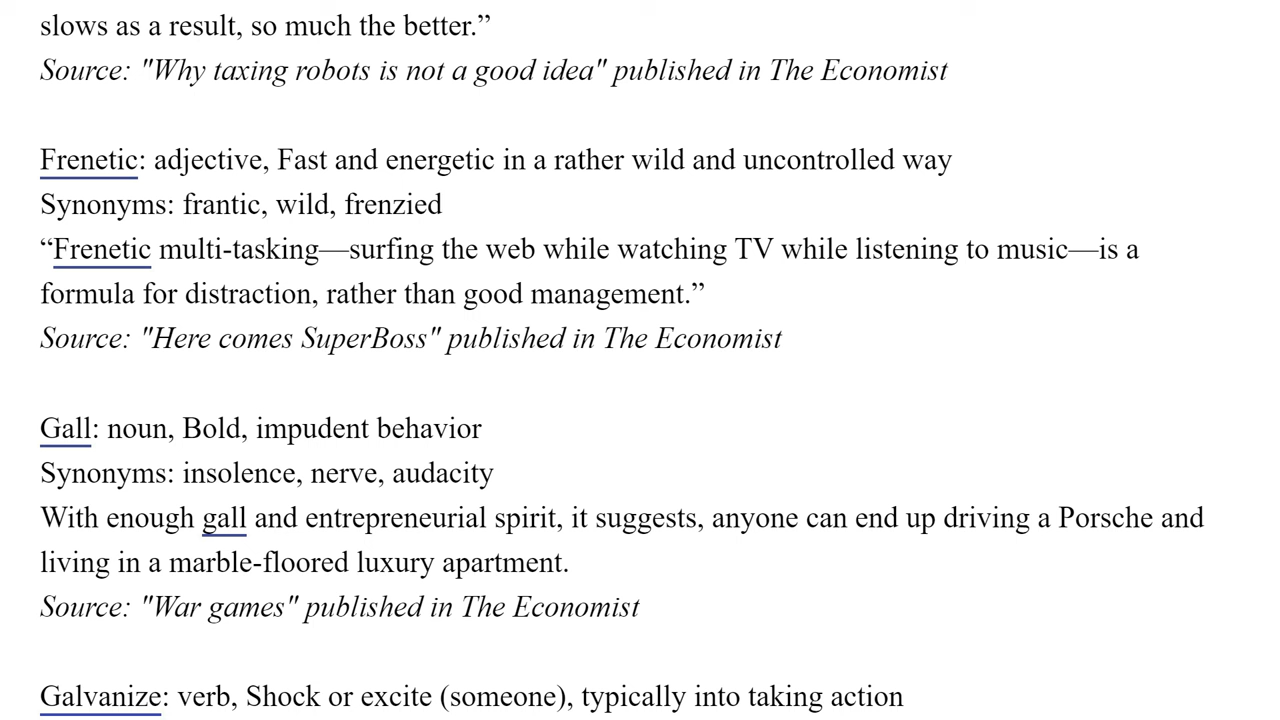 slows as a result, so much the better.”
Source: "Why taxing robots is not a good idea" published in The Economist
Frenetic: adjective, Fast and energetic in a rather wild and uncontrolled way
Synonyms: frantic, wild, frenzied
“Frenetic multi-tasking—surfing the web while watching TV while listening to music—is a
formula for distraction, rather than good management.”
Source: "Here comes SuperBoss" published in The Economist
Gall: noun, Bold, impudent behavior
Synonyms: insolence, nerve, audacity
With enough gall and entrepreneurial spirit, it suggests, anyone can end up driving a Porsche and
living in a marble-floored luxury apartment.
Source: "War games" published in The Economist
Galvanize: verb, Shock or excite (someone), typically into taking action